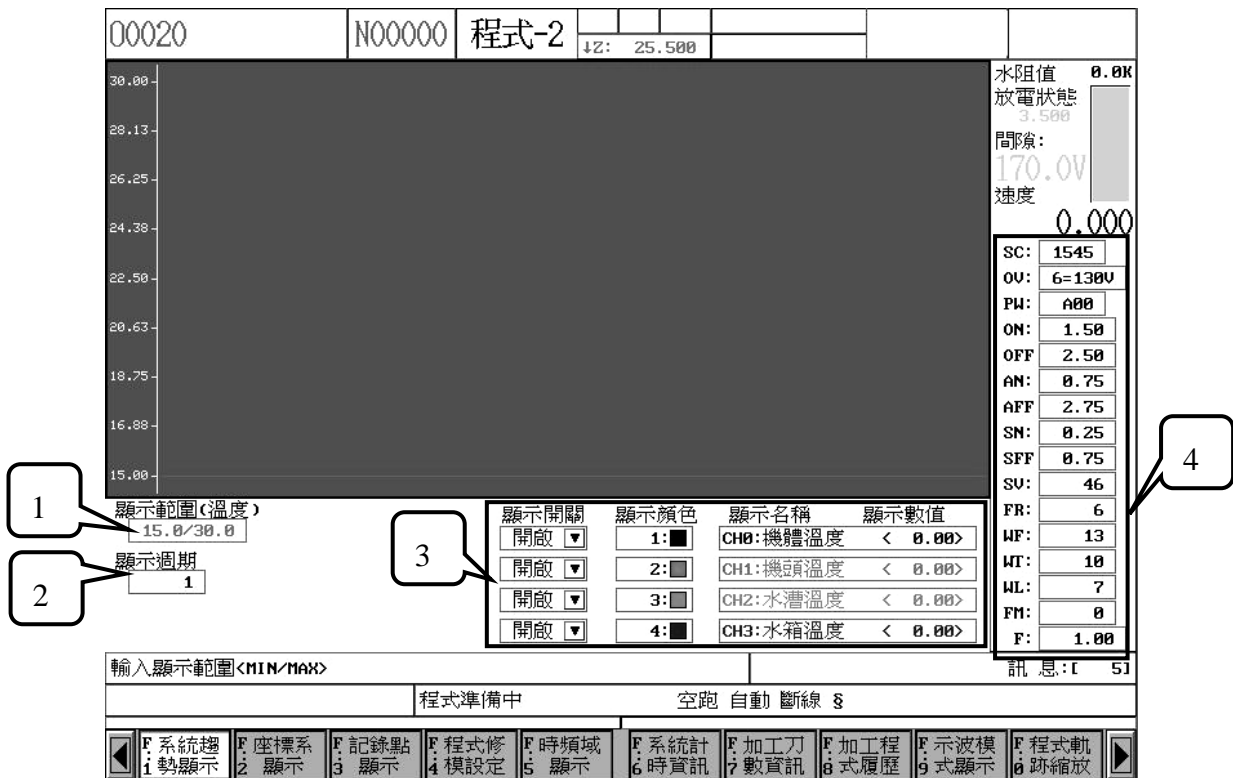 O0020
N00000
程式-2
↓Z: 25.500
30.00
28.13
26.25
24.38
22.50
20.63
18.75
16.88
15.00
水阻值 0.0K
放電狀態
3.500
間隙:
170.0V
速度
0.000
SC: 1545
OV: 6=130V
PW: A00
ON: 1.50
OFF 2.50
AN: 0.75
AFF 2.75
SN: 0.25
SFF 0.75
SV: 46
FR: 6
WF: 13
WT: 10
WL: 7
FM: 0
F: 1.00
4
1
顯示範圍(溫度)
15.0/30.0
2
顯示週期
1
3
顯示開關 顯示顏色 顯示名稱 顯示數值
開啟 ▼ 1: CH0:機體溫度 < 0.00>
開啟 ▼ 2: CH1:機頭溫度 < 0.00>
開啟 ▼ 3: CH2:水漕溫度 < 0.00>
開啟 ▼ 4: CH3:水箱溫度 < 0.00>
輸入顯示範圍<MIN/MAX>
訊 息:[ 5]
程式準備中
空跑 自動 斷線 §
F.1 系統趨勢顯示
F.2 座標系顯示
F.3 記錄點顯示
F.4 程式修模設定
F.5 時頻域顯示
F.6 系統計時資訊
F.7 加工刀數資訊
F.8 加工程式履歷
F.9 示波模式顯示
F.0 程式軌跡縮放